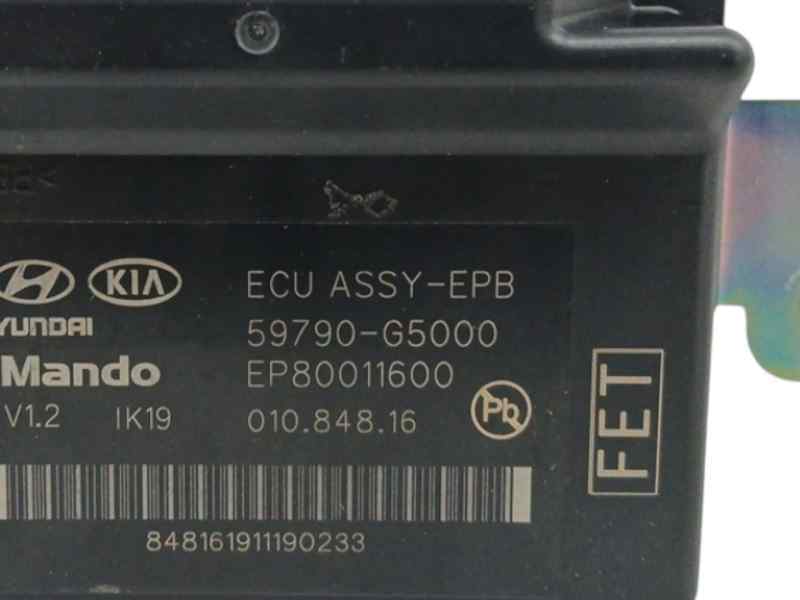 KIA ECU ASSY-EPB
YUNDAI 59790-G5000
Mando EP80011600
V1.2 IK19 010.848.16 Pb
FET
848161911190233